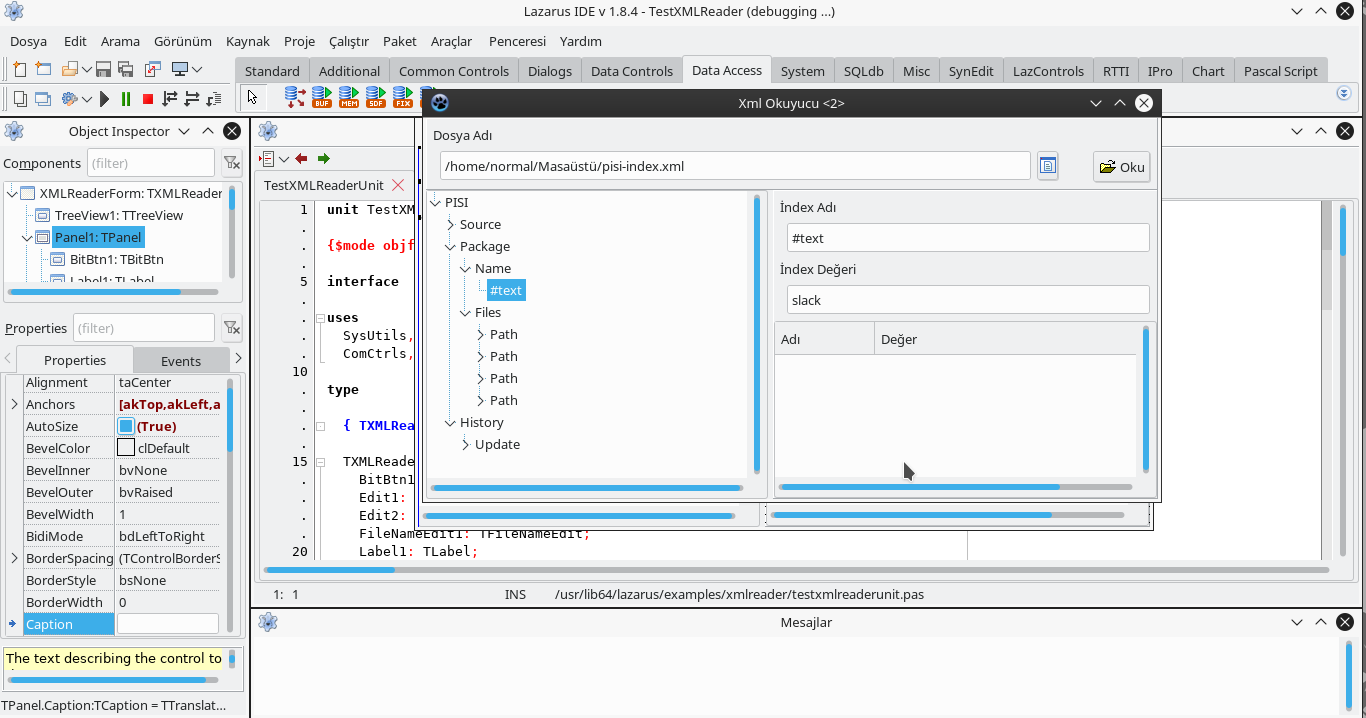 Lazarus IDE v 1.8.4 - TestXMLReader (debugging ...)
Dosya Edit Arama Görünüm Kaynak Proje Çalıştır Paket Araçlar Penceresi Yardım
Standard Additional Common Controls Dialogs Data Controls Data Access System SQLdb Misc SynEdit LazControls RTTI IPro Chart Pascal Script
BUF MEM SDF FIX
Object Inspector
Components (filter)
XMLReaderForm: TXMLReader
TreeView1: TTreeView
Panel1: TPanel
BitBtn1: TBitBtn
Label1: TLabel
Properties (filter)
Properties Events
Alignment taCenter
Anchors [akTop,akLeft,a
AutoSize (True)
BevelColor clDefault
BevelInner bvNone
BevelOuter bvRaised
BevelWidth 1
BidiMode bdLeftToRight
BorderSpacing (TControlBorderS
BorderStyle bsNone
BorderWidth 0
Caption
The text describing the control to
TPanel.Caption:TCaption = TTranslat...
TestXMLReaderUnit
1 unit TestXM
.
. {$mode objf
.
5 interface
.
. uses
. SysUtils,
. ComCtrls,
10
. type
.
. { TXMLRea
.
15 TXMLReade
. BitBtn1
. Edit1:
. Edit2:
. FileNameEdit1: TFileNameEdit;
20 Label1: TLabel;
1: 1 INS /usr/lib64/lazarus/examples/xmlreader/testxmlreaderunit.pas
Xml Okuyucu <2>
Dosya Adı
/home/normal/Masaüstü/pisi-index.xml Oku
PISI
Source
Package
Name
#text
Files
Path
Path
Path
Path
History
Update
İndex Adı
#text
İndex Değeri
slack
Adı Değer
Mesajlar